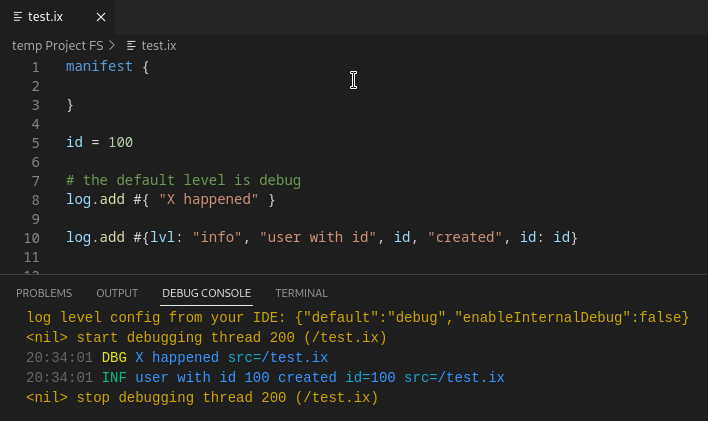 test.ix
temp Project FS > test.ix
1 manifest {
2
3 }
4
5 id = 100
6
7 # the default level is debug
8 log.add #{ "X happened" }
9
10 log.add #{lvl: "info", "user with id", id, "created", id: id}
11
PROBLEMS OUTPUT DEBUG CONSOLE TERMINAL
log level config from your IDE: {"default":"debug","enableInternalDebug":false}
<nil> start debugging thread 200 (/test.ix)
20:34:01 DBG X happened src=/test.ix
20:34:01 INF user with id 100 created id=100 src=/test.ix
<nil> stop debugging thread 200 (/test.ix)